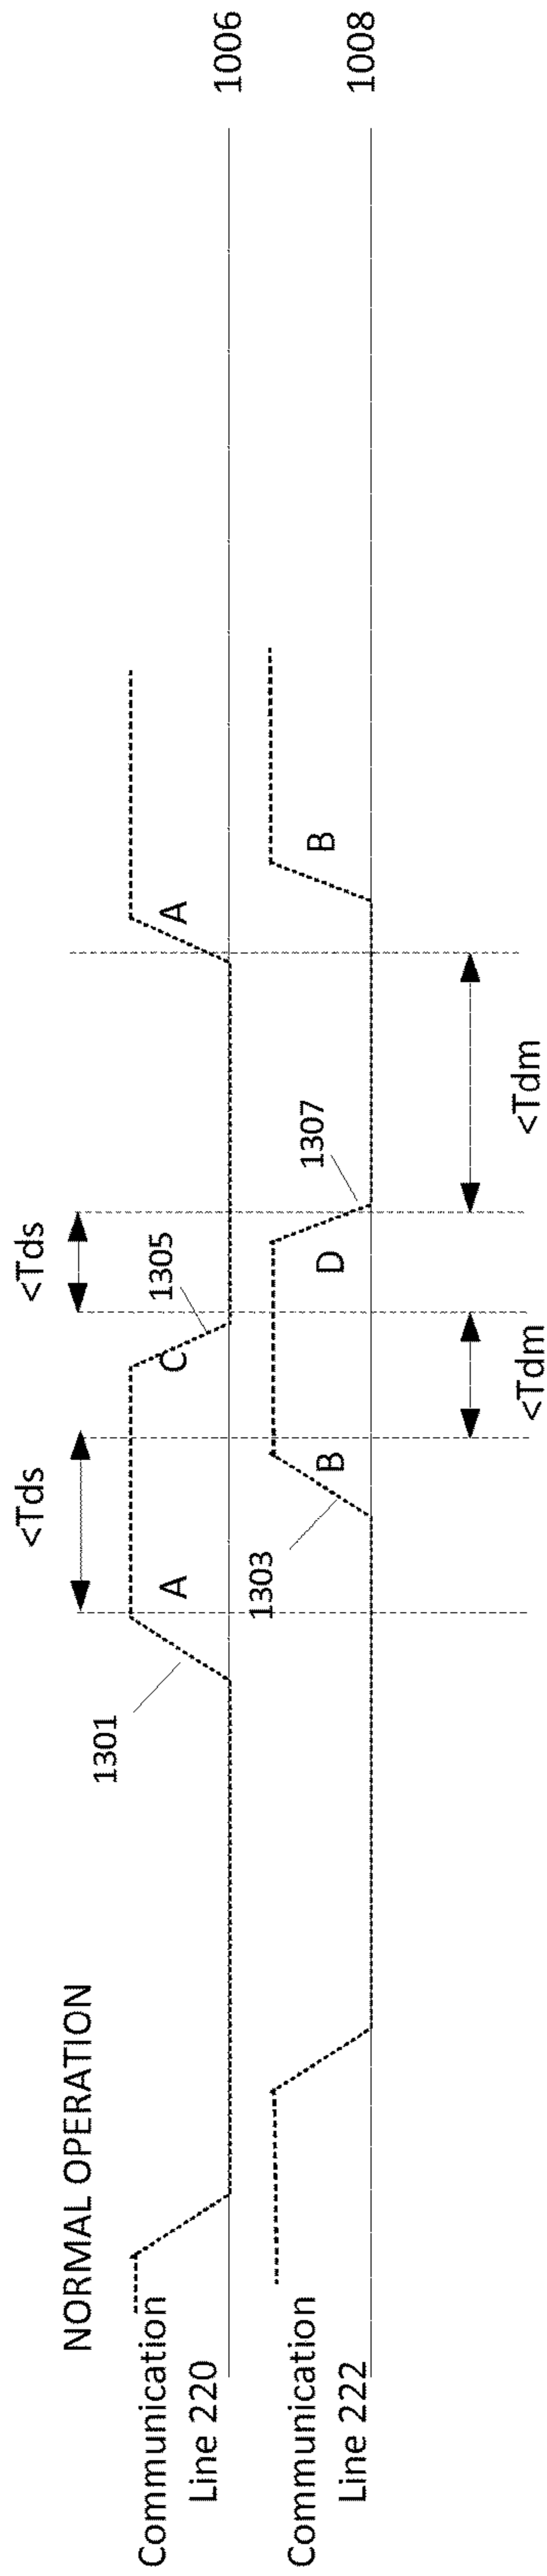 NORMAL OPERATION
<Tds
<Tds
Communication
Line 220
1301
A
C
1305
A
1006
Communication
Line 222
1303
B
D
1307
B
1008
<Tdm
<Tdm